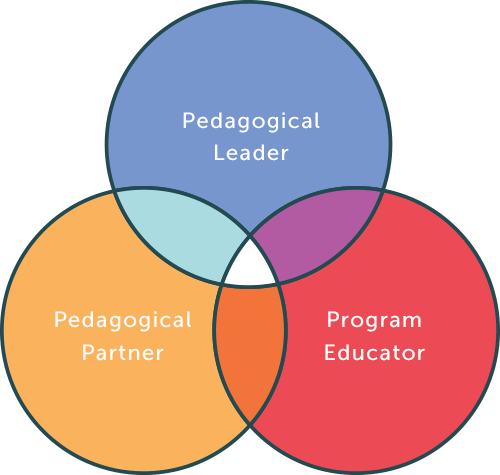 Pedagogical
Leader
Pedagogical
Partner
Program
Educator